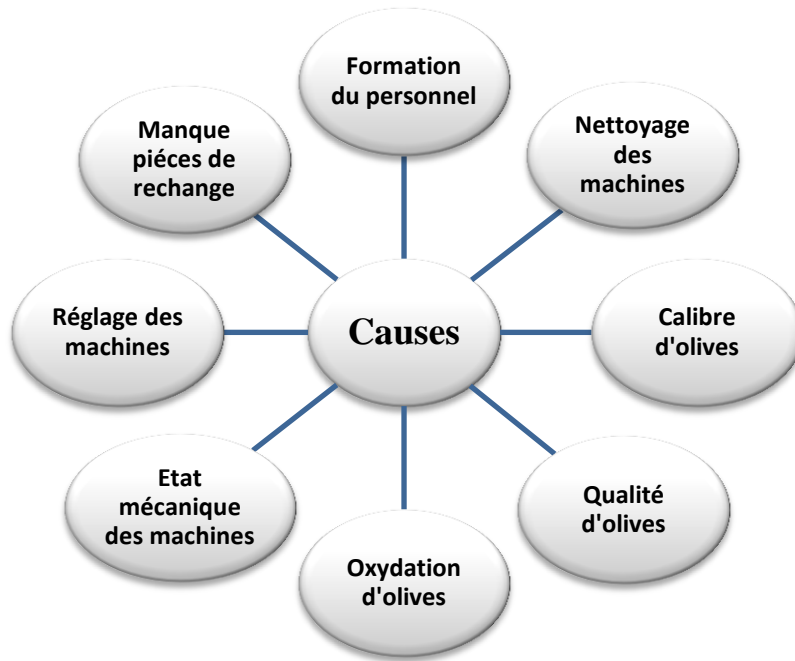 Formation
du personnel
Manque
piéces de
rechange
Nettoyage
des
machines
Réglage des
machines
Causes
Calibre
d'olives
Etat
mécanique
des machines
Qualité
d'olives
Oxydation
d'olives